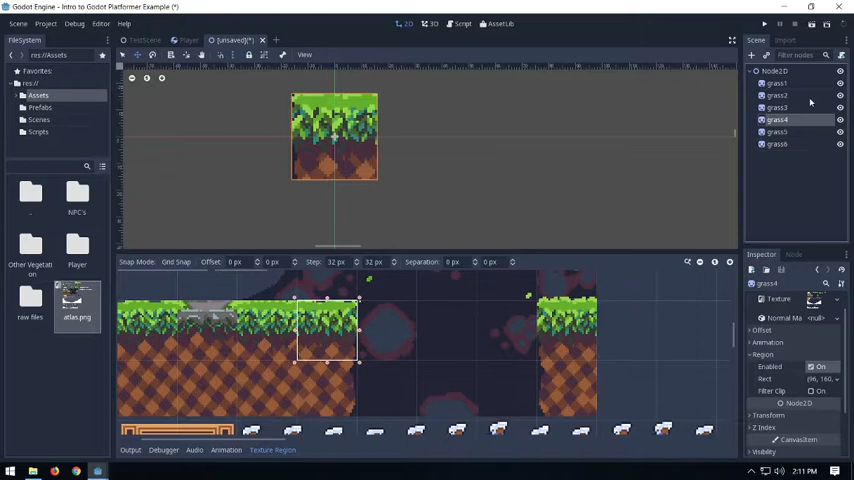 Godot Engine - Intro to Godot Platformer Example (*)
Scene Project Debug Editor Help
2D 3D Script AssetLib
FileSystem
TestScene Player [unsaved](*)
Scene Import
res://Assets
View
Filter nodes
Favorites:
res://
Assets
Prefabs
Scenes
Scripts
Node2D
grass1
grass2
grass3
grass4
grass5
grass6
..
NPC's
Other Vegetati
on
Player
raw files
atlas.png
Snap Mode: Grid Snap Offset: 0 px 0 px Step: 32 px 32 px Separation: 0 px 0 px
Inspector Node
grass4
Texture
Normal Ma <null>
Offset
Animation
Region
Enabled On
Rect (96, 160,
Filter Clip On
Node2D
Transform
Z Index
CanvasItem
Visibility
Output Debugger Audio Animation Texture Region
2:11 PM